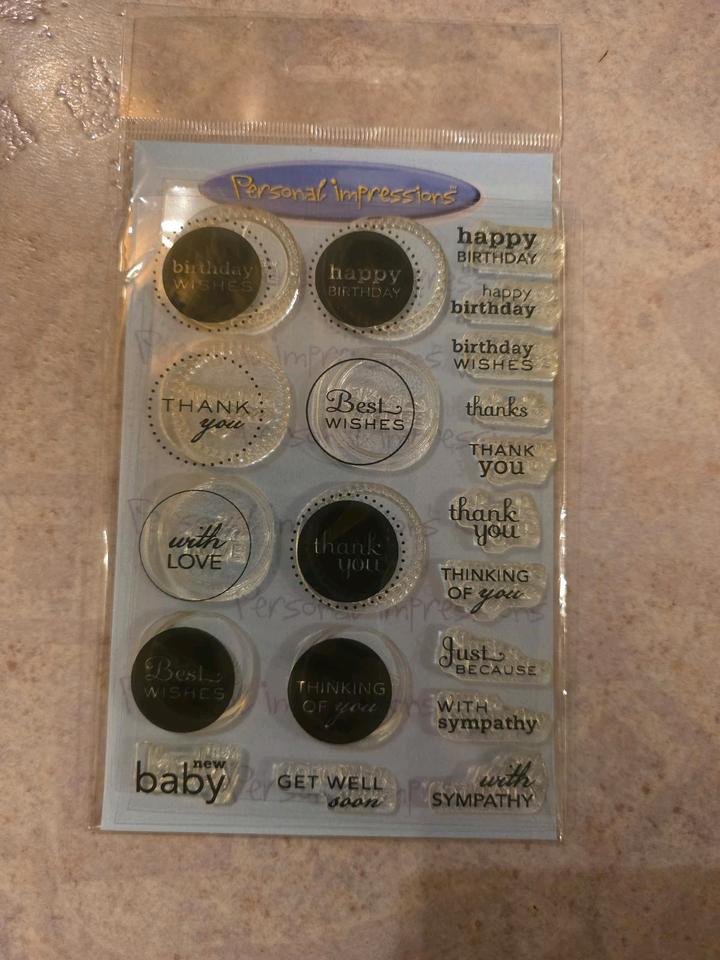 Personal impressions™
birthday
WISHES
happy
BIRTHDAY
happy
BIRTHDAY
happy
birthday
birthday
WISHES
THANK
you
Best
WISHES
thanks
THANK
you
with
LOVE
thank
you
thank
you
THINKING
OF you
Best
WISHES
THINKING
OF you
Just
BECAUSE
WITH
sympathy
new
baby
GET WELL
soon
with
SYMPATHY